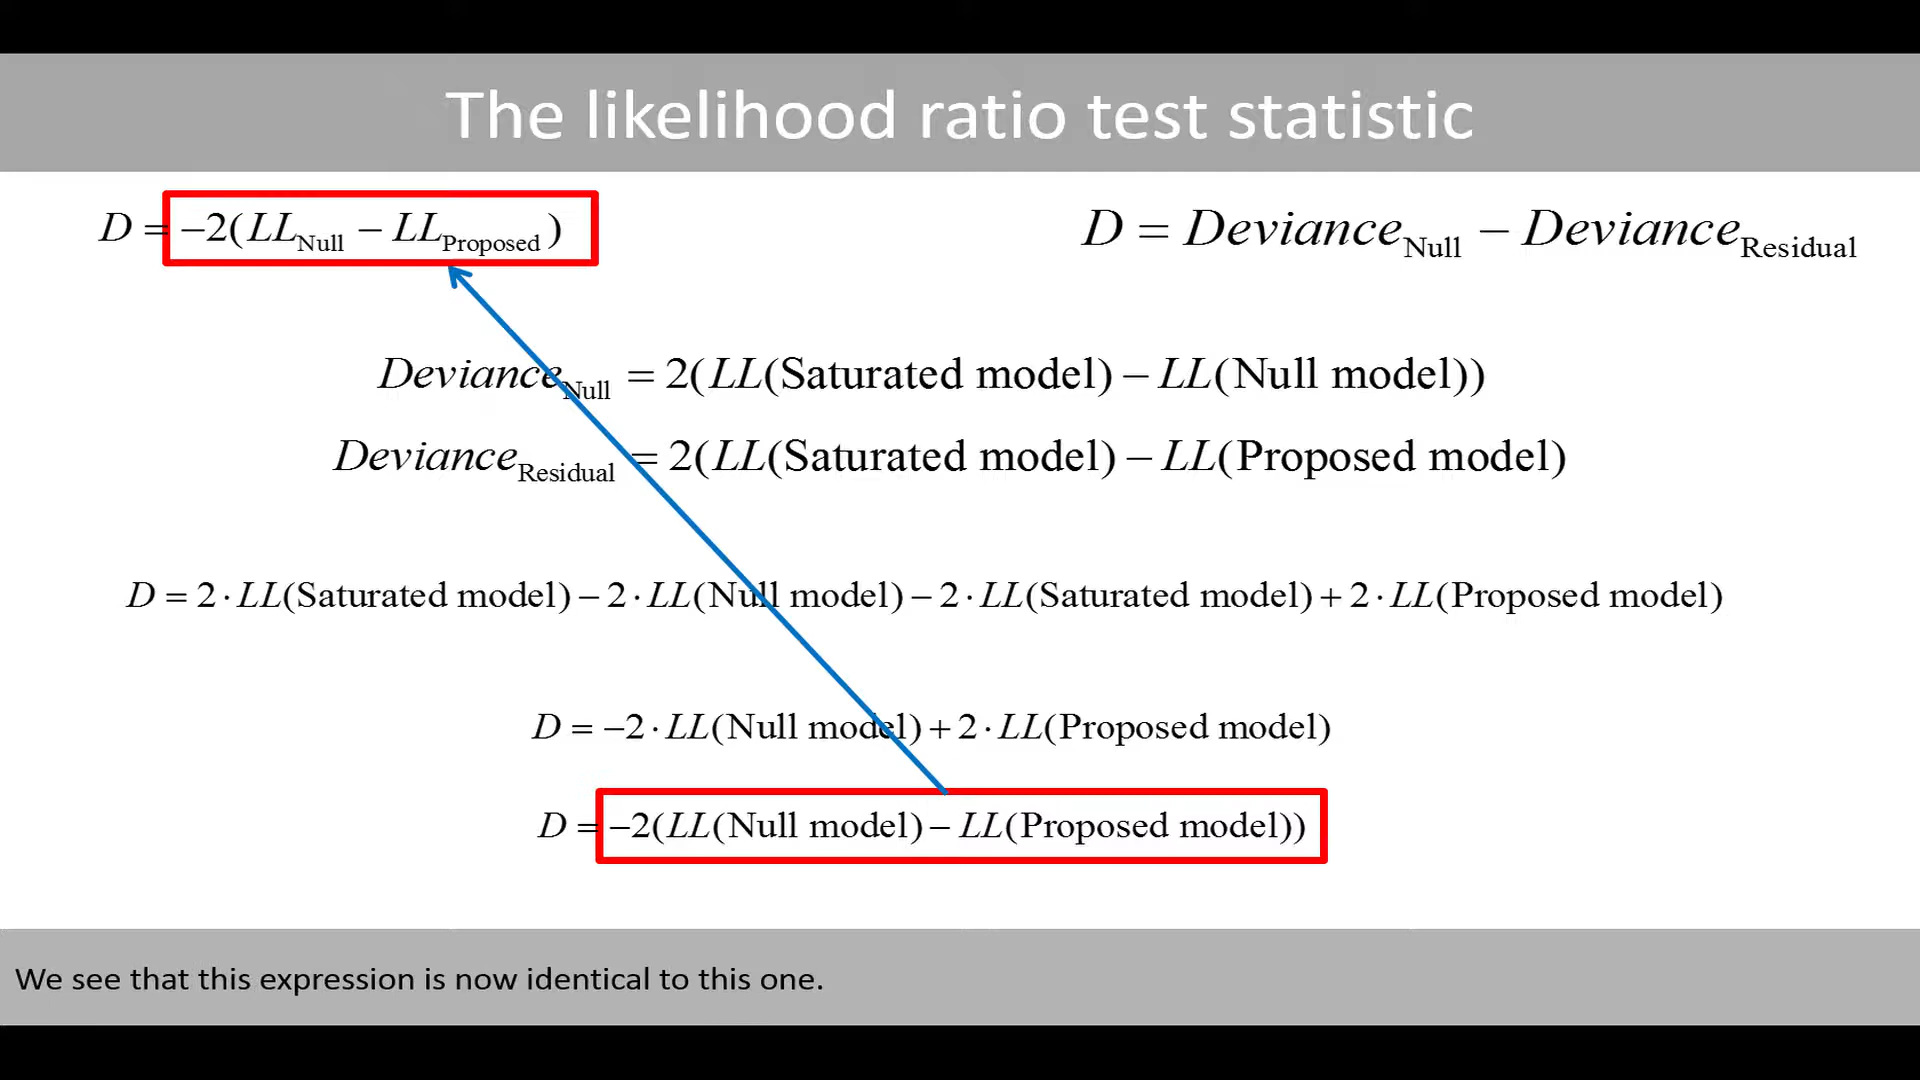 The likelihood ratio test statistic
D = −2(LL_Null − LL_Proposed)
D = Deviance_Null − Deviance_Residual
Deviance_Null = 2(LL(Saturated model) − LL(Null model))
Deviance_Residual = 2(LL(Saturated model) − LL(Proposed model)
D = 2 · LL(Saturated model) − 2 · LL(Null model) − 2 · LL(Saturated model) + 2 · LL(Proposed model)
D = −2 · LL(Null model) + 2 · LL(Proposed model)
D = −2(LL(Null model) − LL(Proposed model))
We see that this expression is now identical to this one.